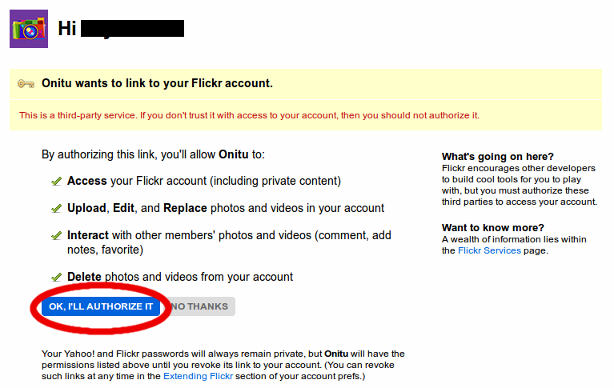 Hi
Onitu wants to link to your Flickr account.
This is a third-party service. If you don't trust it with access to your account, then you should not authorize it.
By authorizing this link, you'll allow Onitu to:
Access your Flickr account (including private content)
Upload, Edit, and Replace photos and videos in your account
Interact with other members' photos and videos (comment, add
notes, favorite)
Delete photos and videos from your account
OK, I'LL AUTHORIZE IT
NO THANKS
Your Yahoo! and Flickr passwords will always remain private, but Onitu will have the
permissions listed above until you revoke its link to your account. (You can revoke
such links at any time in the Extending Flickr section of your account prefs.)
What's going on here?
Flickr encourages other developers
to build cool tools for you to play
with, but you must authorize these
third parties to access your account.
Want to know more?
A wealth of information lies within
the Flickr Services page.